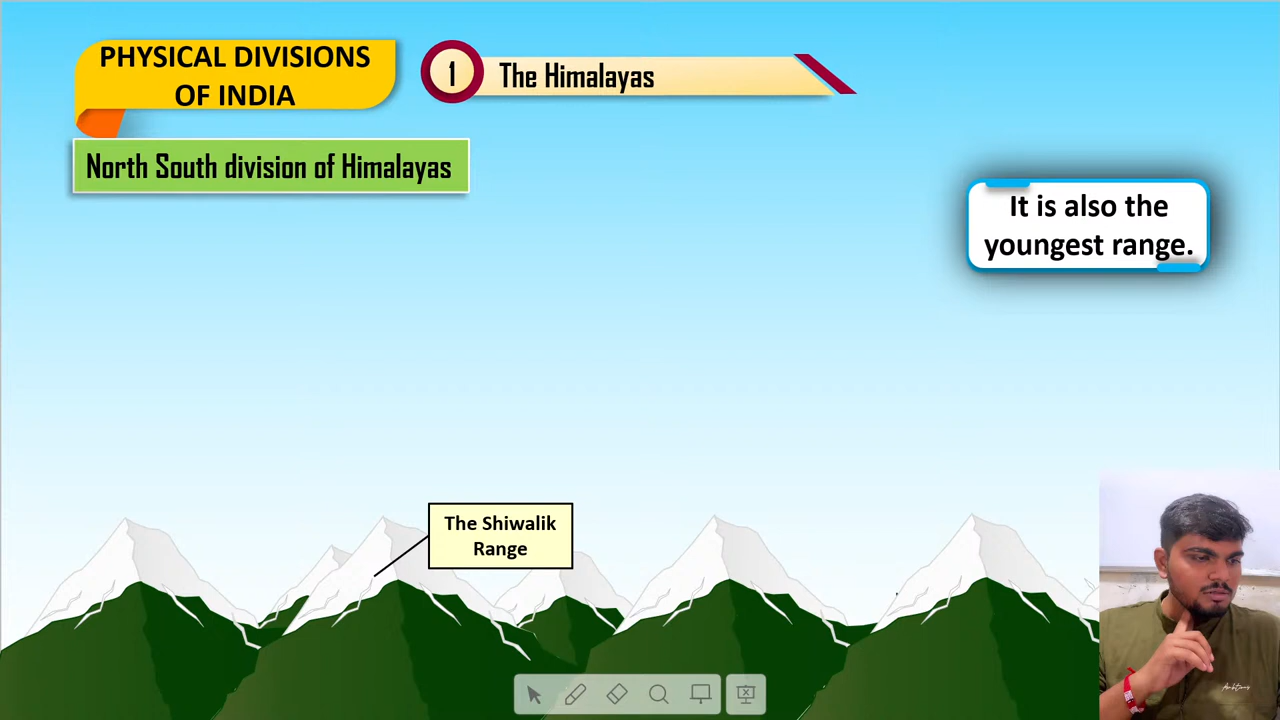 PHYSICAL DIVISIONS
OF INDIA
1
The Himalayas
North South division of Himalayas
It is also the
youngest range.
The Shiwalik
Range